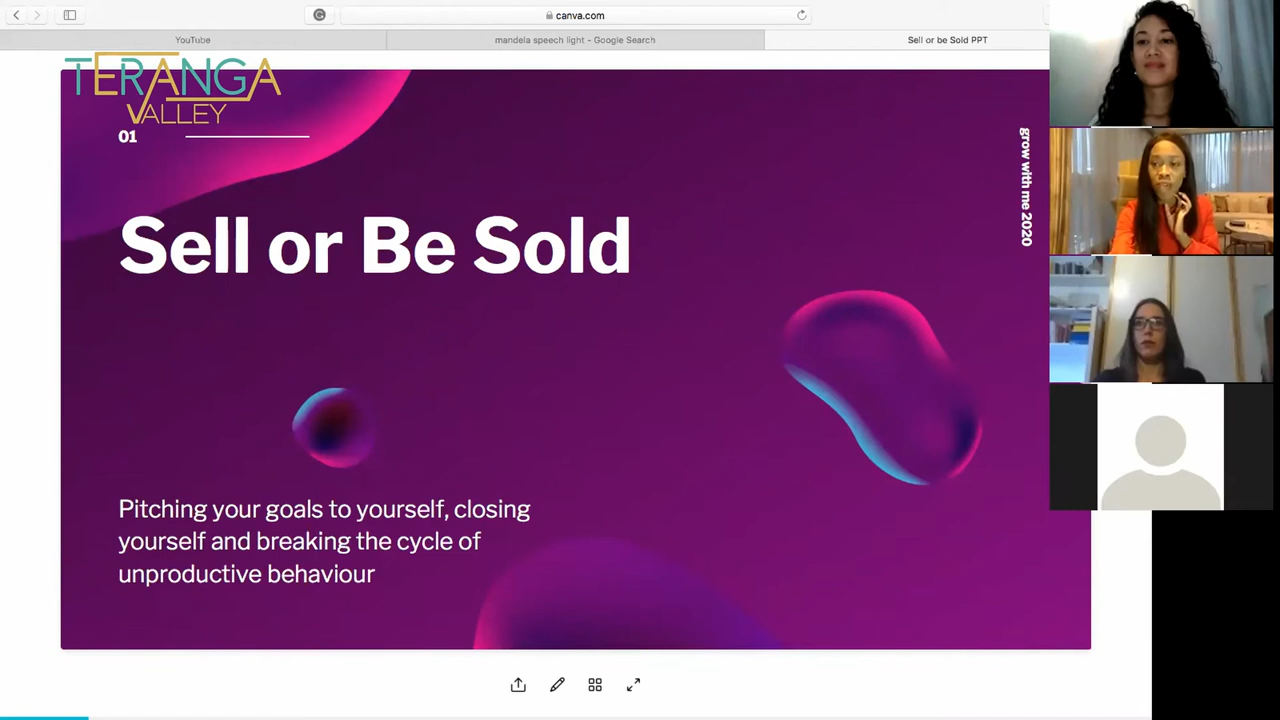 canva.com
YouTube
mandela speech light - Google Search
Sell or be Sold PPT
TERANGA
VALLEY
01
grow with me 2020
Sell or Be Sold
Pitching your goals to yourself, closing
yourself and breaking the cycle of
unproductive behaviour